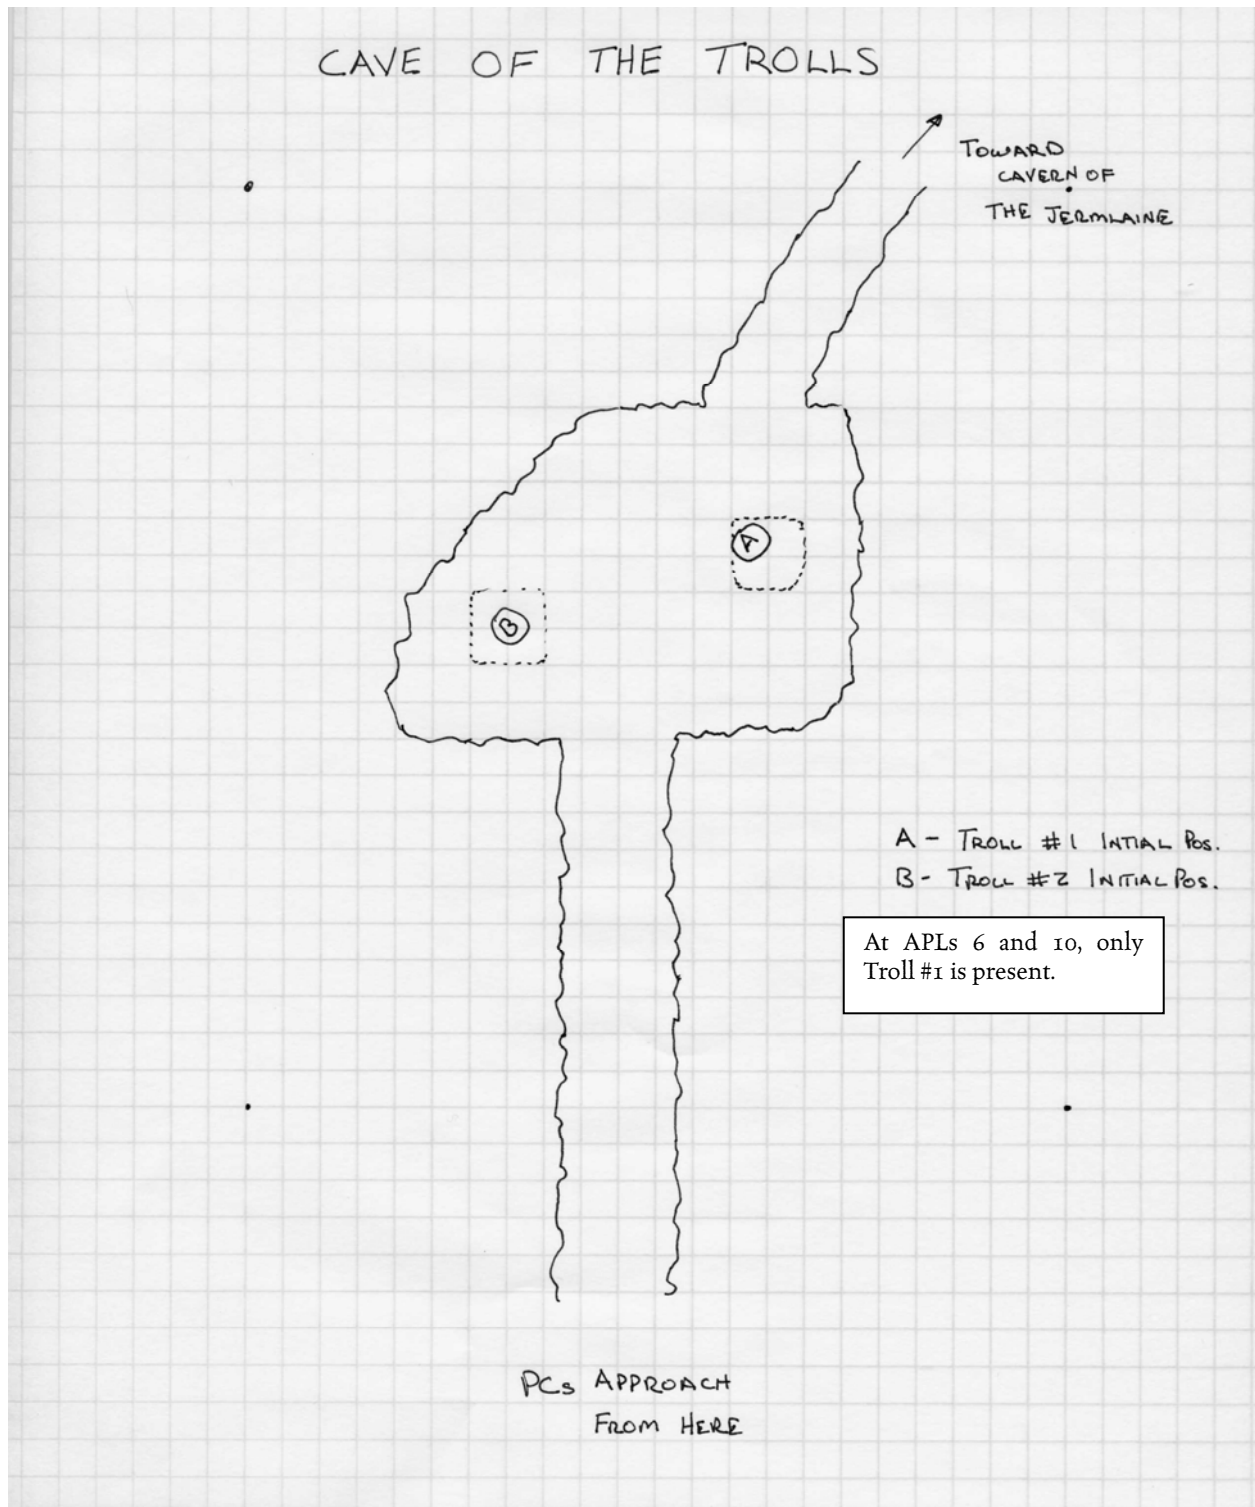 CAVE OF THE TROLLS
TOWARD
CAVERN OF
THE JERMLAINE
A
B
A - TROLL #1 INTIAL POS.
B - TROLL #2 INITIAL POS.
At APLs 6 and 10, only
Troll #1 is present.
PCs APPROACH
FROM HERE